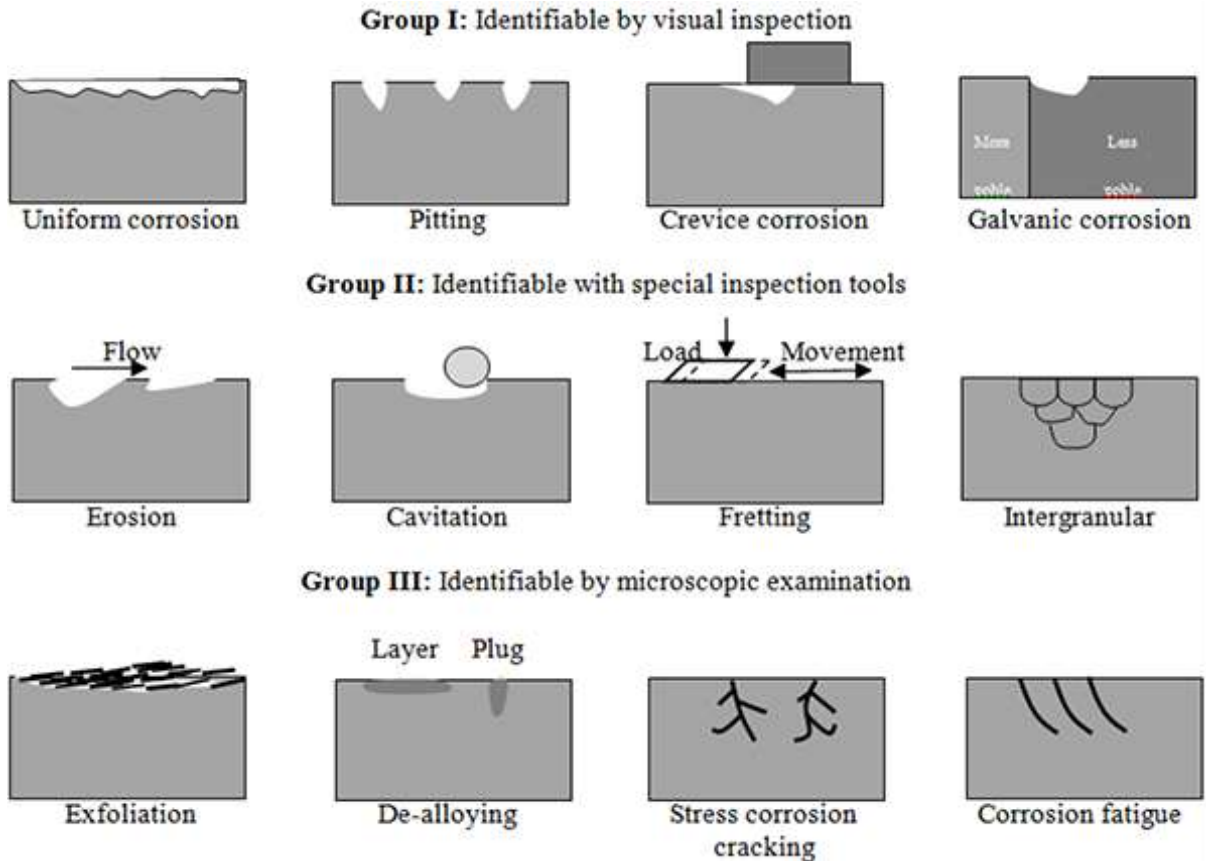 Group I: Identifiable by visual inspection
More
noble
Less
noble
Uniform corrosion
Pitting
Crevice corrosion
Galvanic corrosion
Group II: Identifiable with special inspection tools
Flow
Load
Movement
Erosion
Cavitation
Fretting
Intergranular
Group III: Identifiable by microscopic examination
Layer
Plug
Exfoliation
De-alloying
Stress corrosion
cracking
Corrosion fatigue